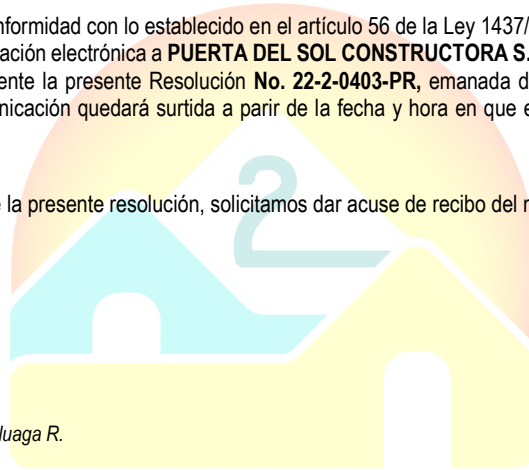 nformidad con lo establecido en el artículo 56 de la Ley 1437/
ación electrónica a PUERTA DEL SOL CONSTRUCTORA S.
ente la presente Resolución No. 22-2-0403-PR, emanada d
nicación quedará surtida a parir de la fecha y hora en que e
e la presente resolución, solicitamos dar acuse de recibo del
2
luaga R.